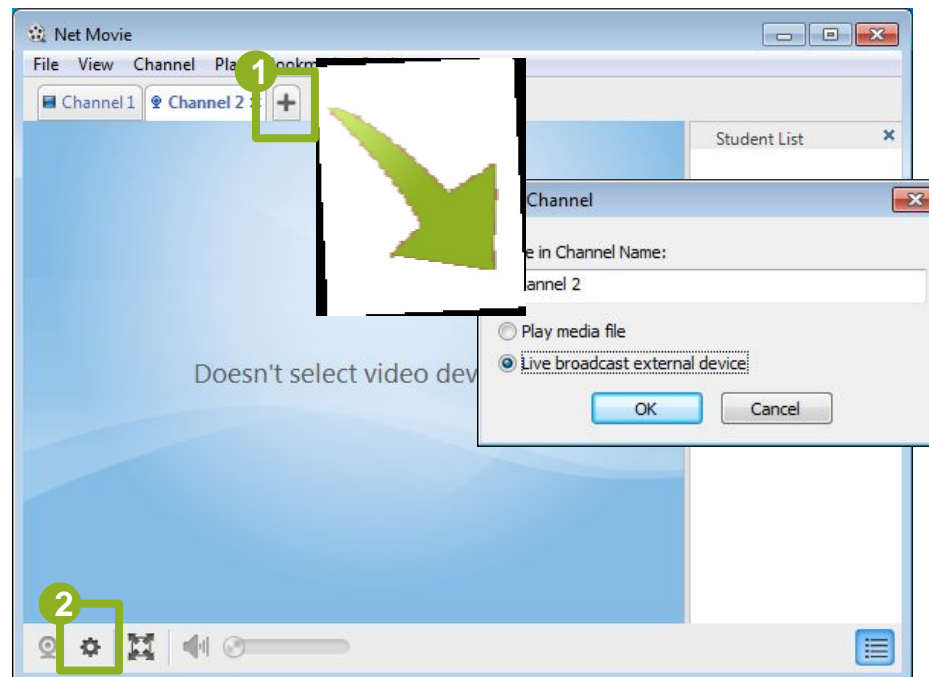 Net Movie
File View Channel Play
1
Channel 1 Channel 2
Student List
Channel
in Channel Name:
annel 2
Play media file
Live broadcast external device
Doesn't select video dev
OK Cancel
2